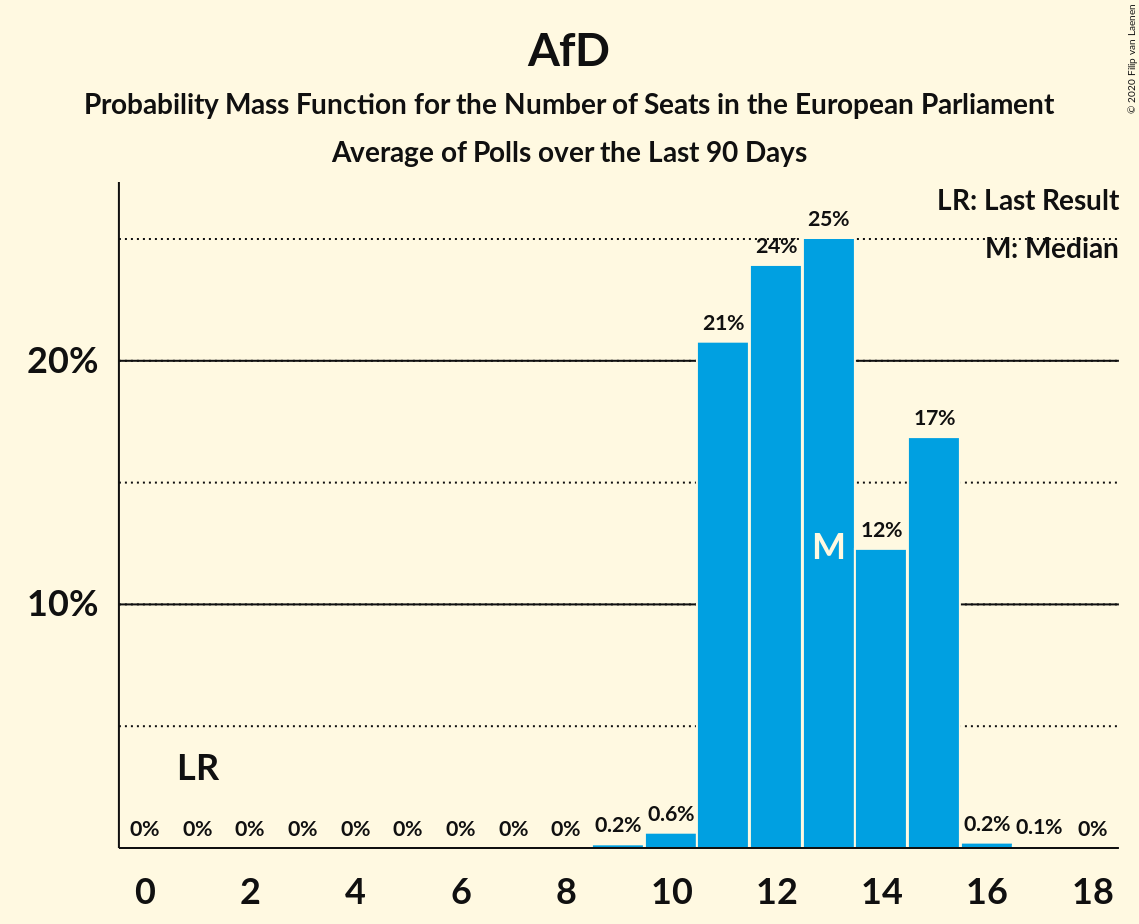 AfD
Probability Mass Function for the Number of Seats in the European Parliament
Average of Polls over the Last 90 Days
© 2020 Filip van Laenen
LR: Last Result
M: Median
25%
24%
21%
20%
17%
12%
M
10%
LR
0% 0% 0% 0% 0% 0% 0% 0% 0% 0.2% 0.6% 0.2% 0.1% 0%
0 2 4 6 8 10 12 14 16 18